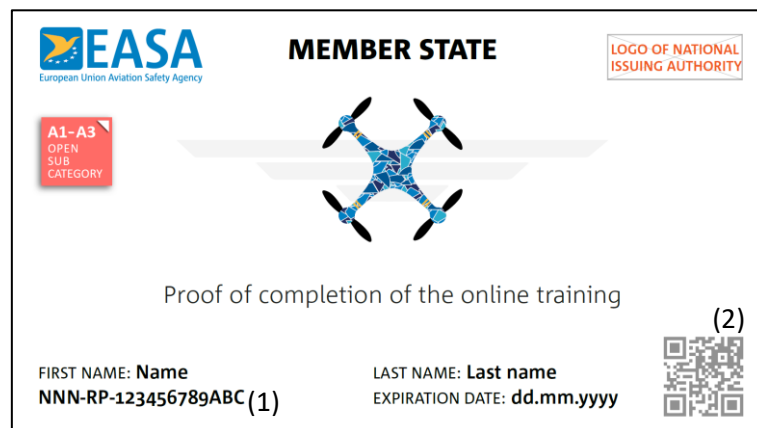 EASA
European Union Aviation Safety Agency
MEMBER STATE
LOGO OF NATIONAL
ISSUING AUTHORITY
A1-A3
OPEN
SUB
CATEGORY
Proof of completion of the online training
(2)
FIRST NAME: Name
LAST NAME: Last name
NNN-RP-123456789ABC (1)
EXPIRATION DATE: dd.mm.yyyy